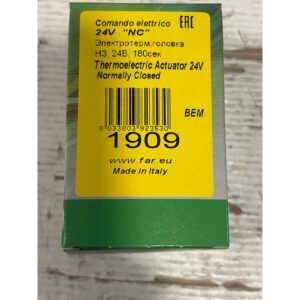 Comando elettrico
24V "NC"
EAC
Электротерм.головка
НЗ, 24В, 180сек
Thermoelectric Actuator 24V
Normally Closed
BEM
8 033803 823530
1909
www.far.eu
Made in Italy